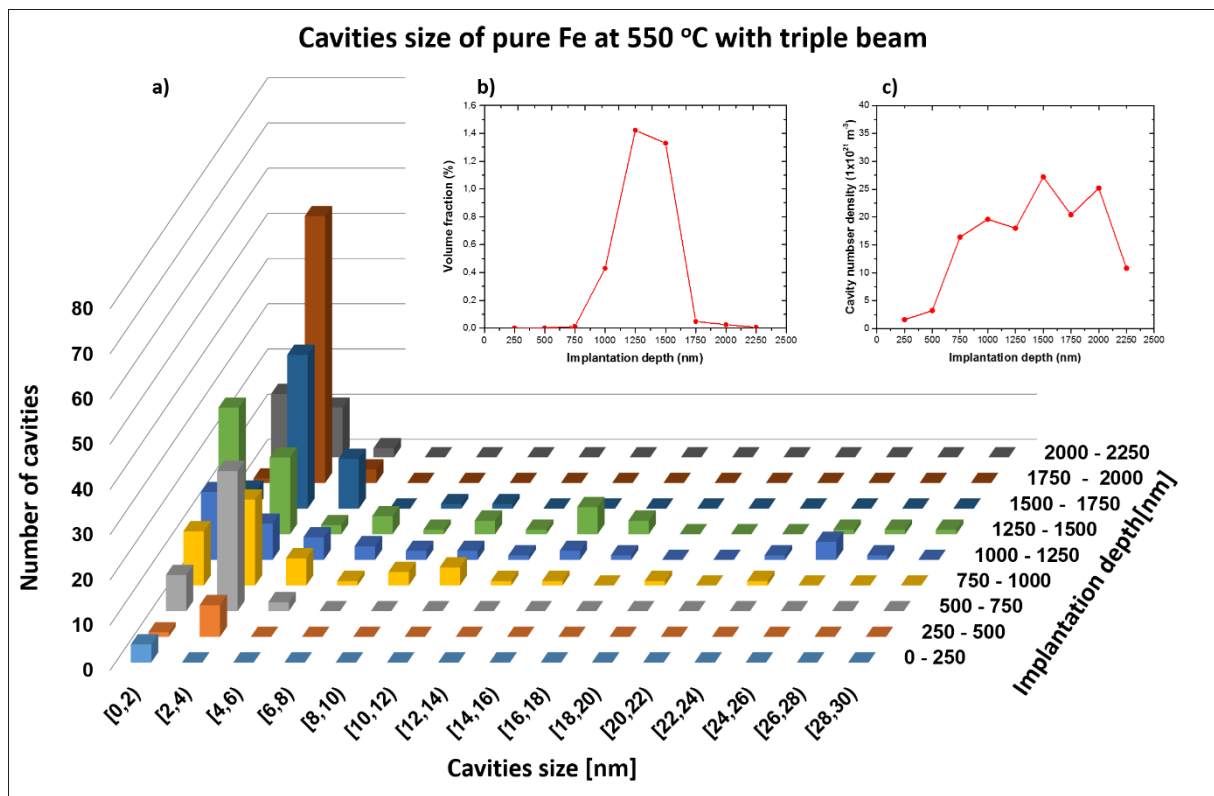 Cavities size of pure Fe at 550 °C with triple beam
a)
Number of cavities
80
70
60
50
40
30
20
10
0
[0,2)
[2,4)
[4,6)
[6,8)
[8,10)
[10,12)
[12,14)
[14,16)
[16,18)
[18,20)
[20,22)
[22,24)
[24,26)
[26,28)
[28,30)
Cavities size [nm]
2000 - 2250
1750 - 2000
1500 - 1750
1250 - 1500
1000 - 1250
750 - 1000
500 - 750
250 - 500
0 - 250
Implantation depth[nm]
b)
Volume fraction (%)
1,6
1,4
1,2
1,0
0,8
0,6
0,4
0,2
0,0
0 250 500 750 1000 1250 1500 1750 2000 2250 2500
Implantation depth (nm)
c)
Cavity numbser density (1x10²¹ m⁻³)
40
35
30
25
20
15
10
5
0
0 250 500 750 1000 1250 1500 1750 2000 2250 2500
Implantation depth (nm)